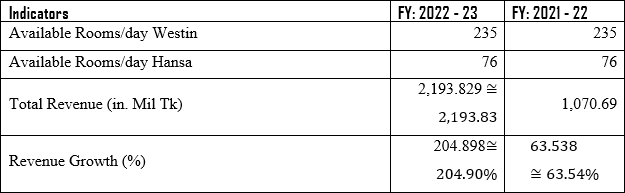 Indicators FY: 2022 - 23 FY: 2021 - 22
Available Rooms/day Westin 235 235
Available Rooms/day Hansa 76 76
Total Revenue (in. Mil Tk) 2,193.829 ≅ 1,070.69
2,193.83
Revenue Growth (%) 204.898≅ 63.538
204.90% ≅ 63.54%